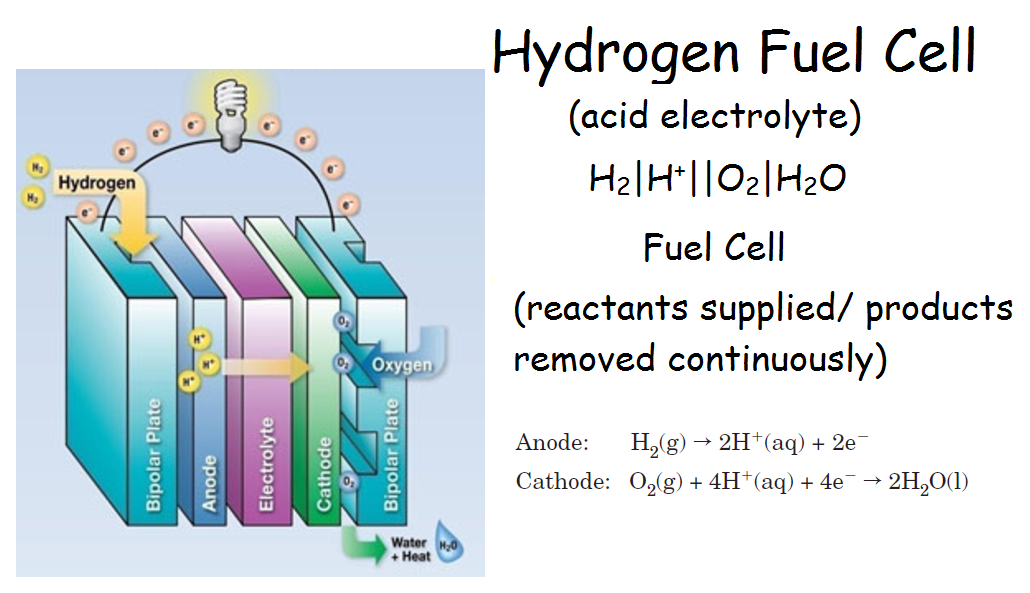 Hydrogen Fuel Cell
(acid electrolyte)
H₂|H⁺||O₂|H₂O
Fuel Cell
(reactants supplied/ products
removed continuously)
Anode: H₂(g) → 2H⁺(aq) + 2e⁻
Cathode: O₂(g) + 4H⁺(aq) + 4e⁻ → 2H₂O(l)
e⁻
e⁻
e⁻
e⁻
e⁻
e⁻
e⁻
e⁻
H₂
H₂
Hydrogen
H⁺
H⁺
H⁺
O₂
O₂
O₂
Oxygen
Bipolar Plate
Anode
Electrolyte
Cathode
Bipolar Plate
Water
+ Heat
H₂O